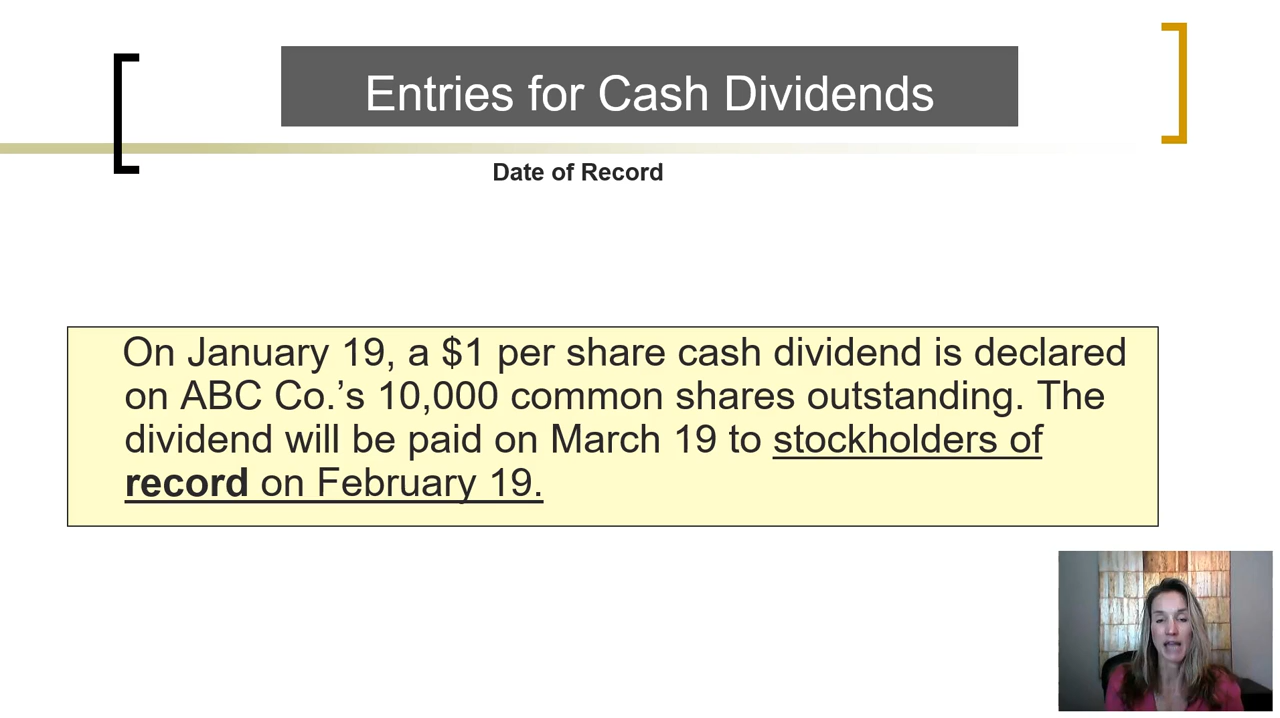 Entries for Cash Dividends
Date of Record
On January 19, a $1 per share cash dividend is declared
on ABC Co.’s 10,000 common shares outstanding. The
dividend will be paid on March 19 to stockholders of
record on February 19.